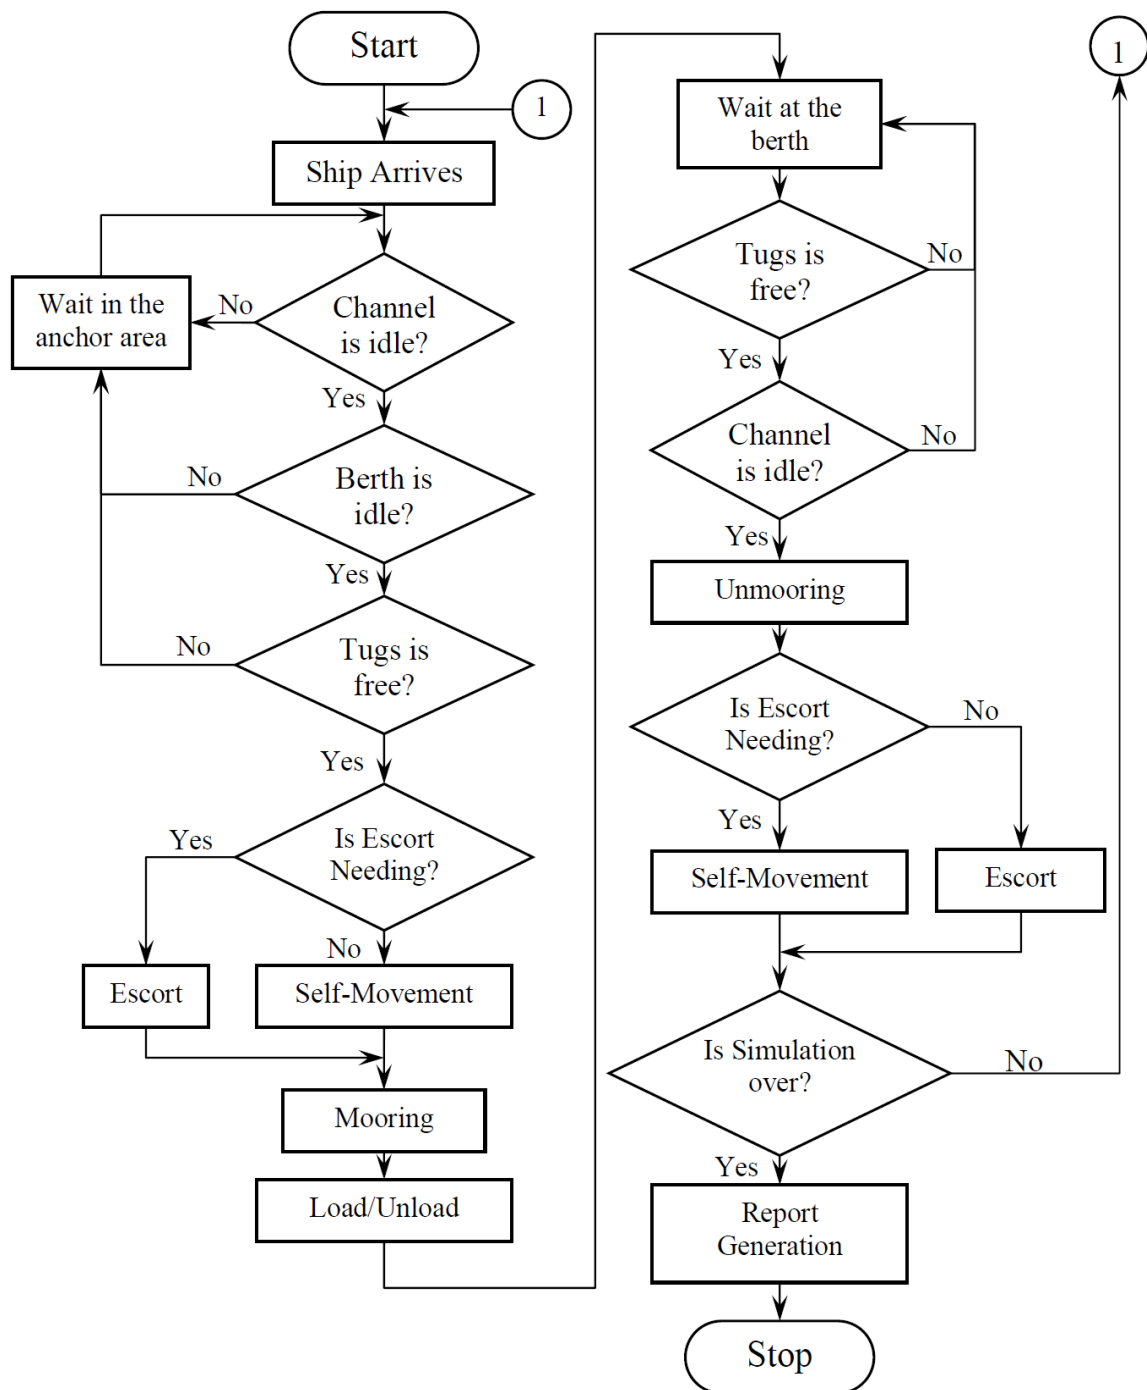 Start
1
Ship Arrives
Wait in the
anchor area
No
Channel
is idle?
Yes
No
Berth is
idle?
Yes
No
Tugs is
free?
Yes
Yes
Is Escort
Needing?
No
Escort
Self-Movement
Mooring
Load/Unload
Wait at the
berth
Tugs is
free?
No
Yes
Channel
is idle?
No
Yes
Unmooring
Is Escort
Needing?
No
Yes
Self-Movement
Escort
Is Simulation
over?
No
Yes
Report
Generation
Stop
1